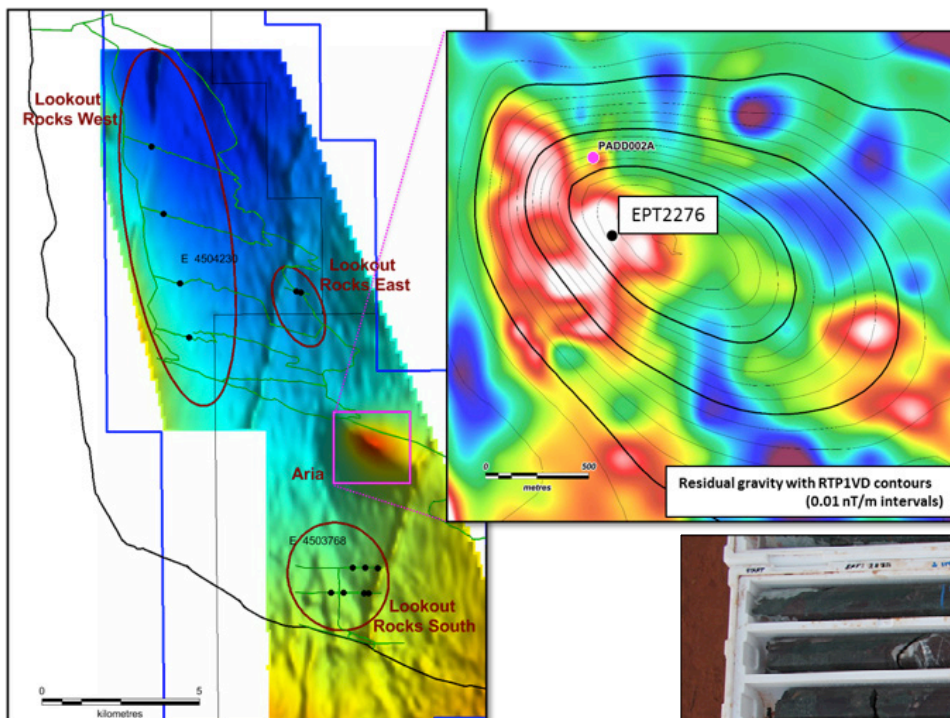 Lookout
Rocks West
E 4504230
Lookout
Rocks East
Aria
E 4503768
Lookout
Rocks South
0
5
kilometres
PADD002A
EPT2276
0
500
metres
Residual gravity with RTP1VD contours
(0.01 nT/m intervals)